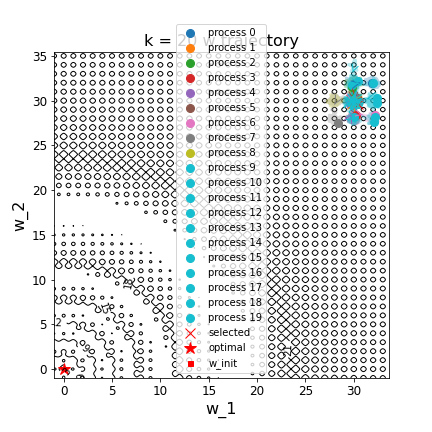 k = 20 w trajectory
process 0
process 1
process 2
process 3
process 4
process 5
process 6
process 7
process 8
process 9
process 10
process 11
process 12
process 13
process 14
process 15
process 16
process 17
process 18
process 19
selected
optimal
w_init
w_2
35
30
25
20
15
10
5
0
0
5
10
15
20
25
30
w_1